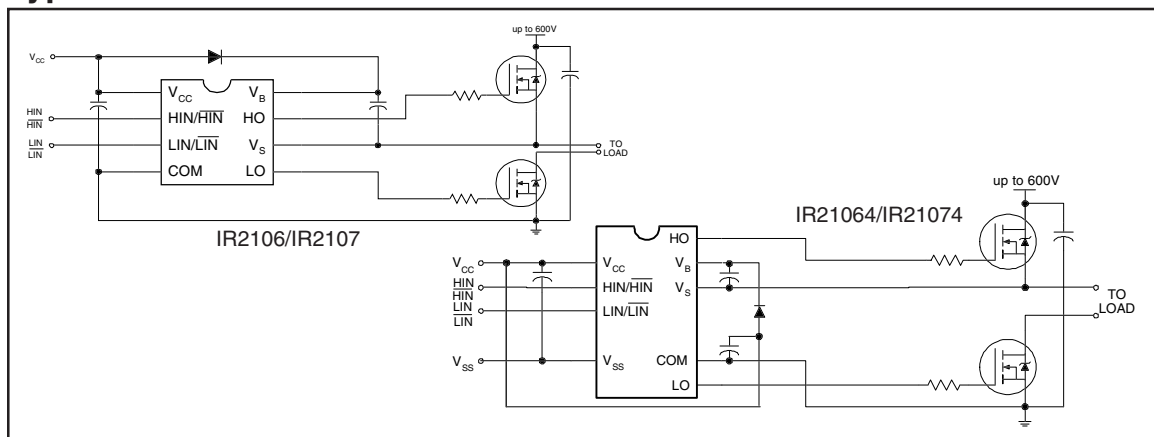 up to 600V
VCC
VCC
VB
HIN
HIN
HIN/HIN
HO
LIN
LIN
LIN/LIN
VS
TO
LOAD
COM
LO
IR2106/IR2107
up to 600V
IR21064/IR21074
HO
VCC
VCC
VB
HIN
HIN
HIN/HIN
VS
TO
LOAD
LIN
LIN
LIN/LIN
VSS
VSS
COM
LO